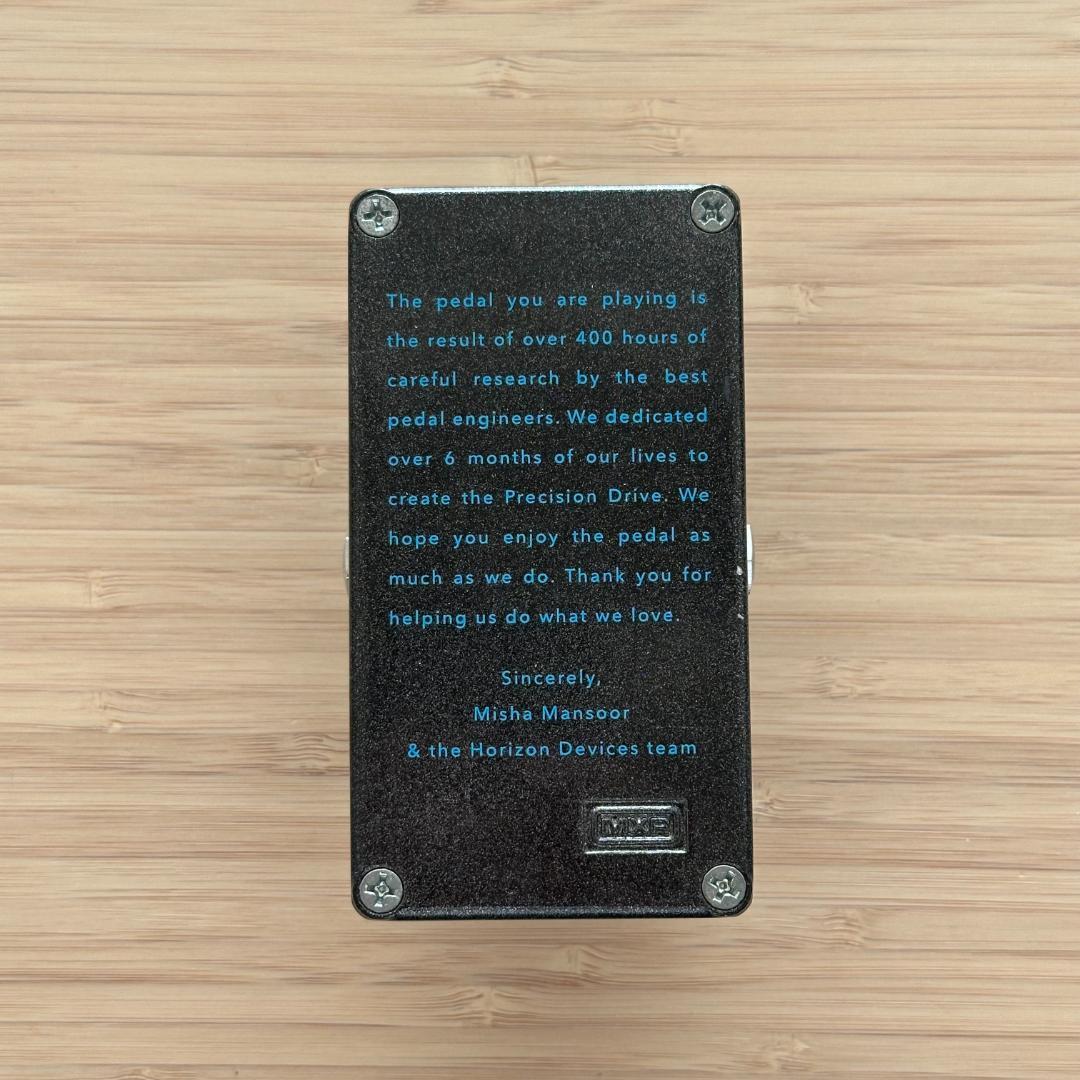 The pedal you are playing is
the result of over 400 hours of
careful research by the best
pedal engineers. We dedicated
over 6 months of our lives to
create the Precision Drive. We
hope you enjoy the pedal as
much as we do. Thank you for
helping us do what we love.
Sincerely,
Misha Mansoor
& the Horizon Devices team
MXR